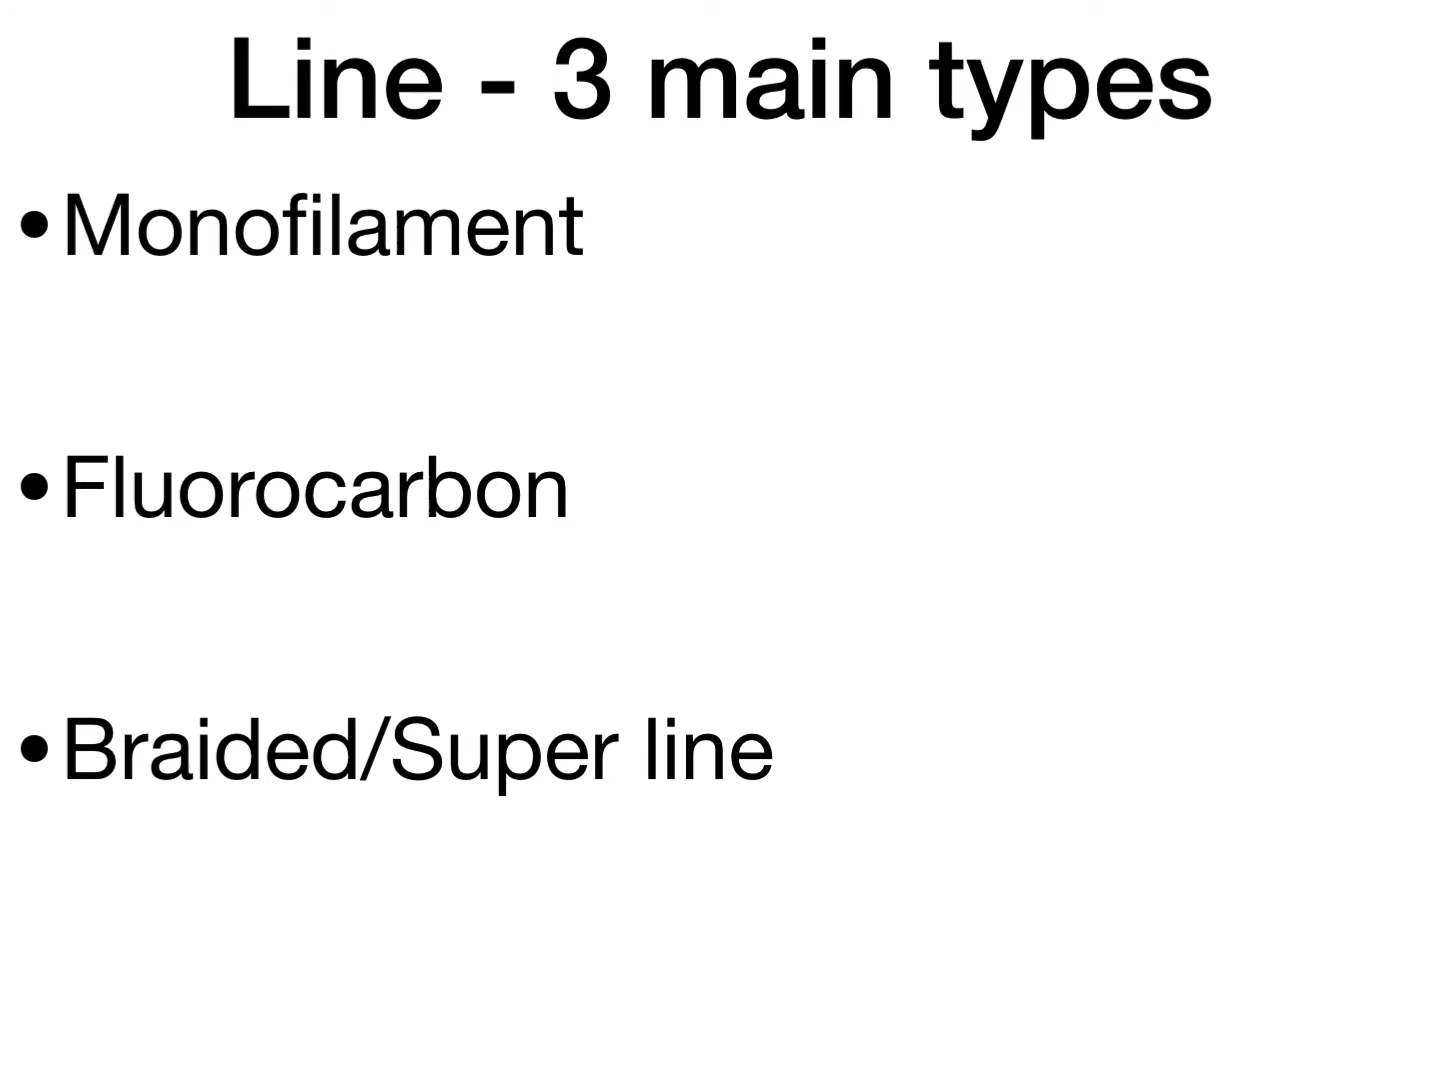 Line - 3 main types
•Monofilament
•Fluorocarbon
•Braided/Super line